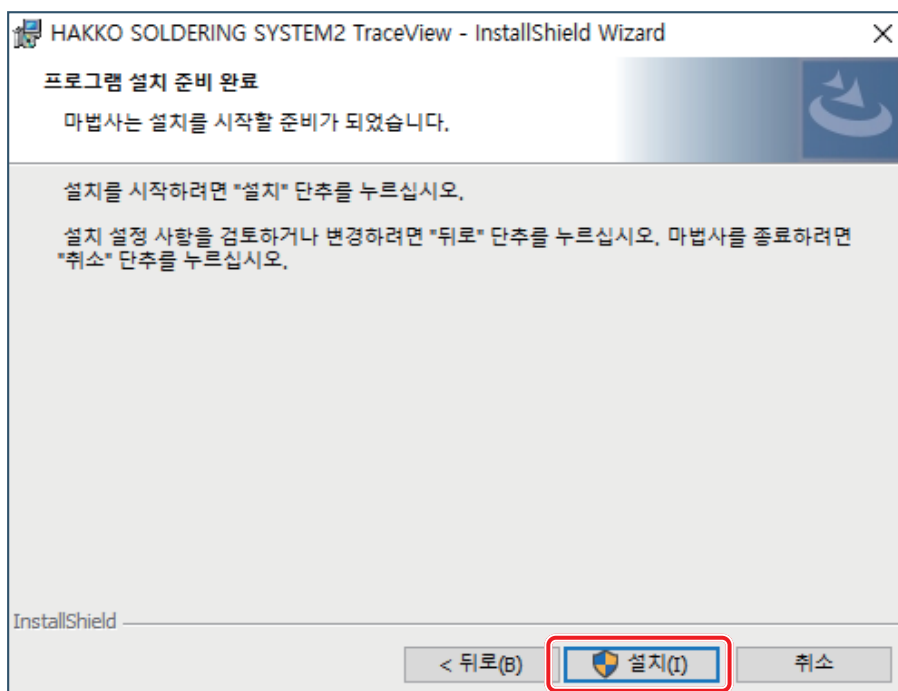 HAKKO SOLDERING SYSTEM2 TraceView - InstallShield Wizard
프로그램 설치 준비 완료
마법사는 설치를 시작할 준비가 되었습니다.
설치를 시작하려면 "설치" 단추를 누르십시오.
설치 설정 사항을 검토하거나 변경하려면 "뒤로" 단추를 누르십시오. 마법사를 종료하려면
"취소" 단추를 누르십시오.
InstallShield
< 뒤로(B)
설치(I)
취소